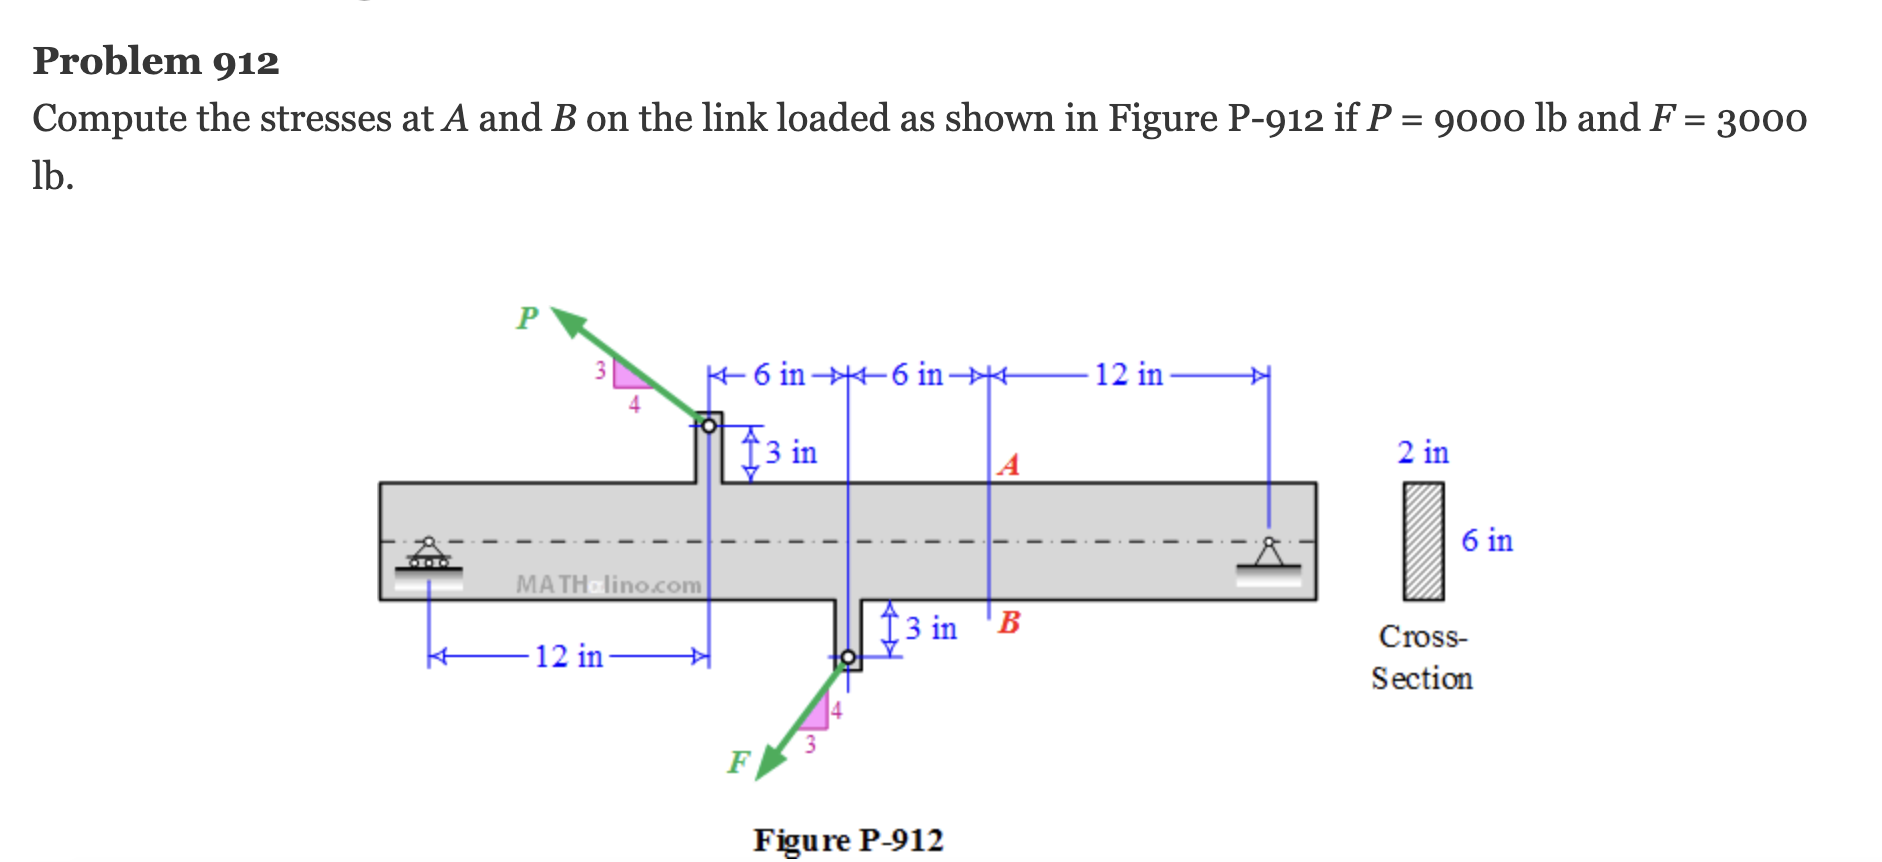 Problem 912
Compute the stresses at A and B on the link loaded as shown in Figure P-912 if P = 9000 lb and F = 3000
lb.
P
3
4
6 in
6 in
12 in
3 in
A
2 in
6 in
MATHalino.com
3 in
B
12 in
Cross-
Section
4
3
F
Figure P-912